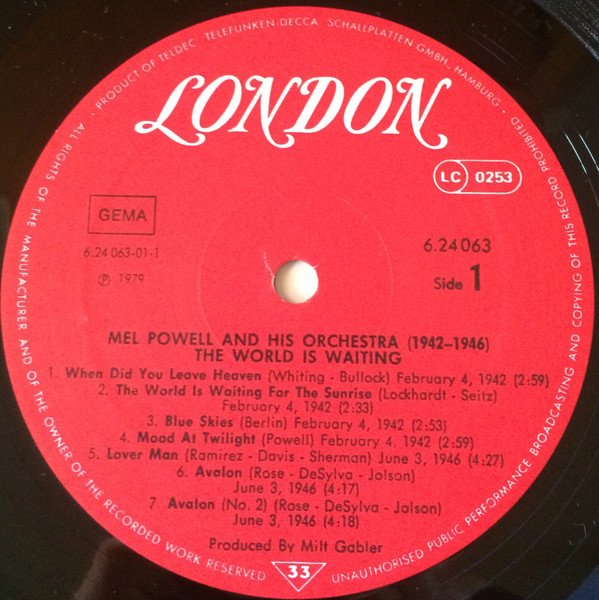 · PRODUCT OF TELDEC · TELEFUNKEN-DECCA · SCHALLPLATTEN GMBH., HAMBURG ·
LONDON
LC 0253
GEMA
6.24 063-01-1
Ⓟ 1979
6.24 063
Side 1
MEL POWELL AND HIS ORCHESTRA (1942–1946)
THE WORLD IS WAITING
1. When Did You Leave Heaven (Whiting - Bullock) February 4, 1942 (2:59)
2. The World Is Waiting For The Sunrise (Lockhardt - Seitz)
February 4, 1942 (2:33)
3. Blue Skies (Berlin) February 4, 1942 (2:53)
4. Mood At Twilight (Powell) February 4, 1942 (2:59)
5. Lover Man (Ramirez - Davis - Sherman) June 3, 1946 (4:27)
6. Avalon (Rose - DeSylva - Jolson)
June 3, 1946 (4:17)
7. Avalon (No. 2) (Rose - DeSylva - Jolson)
June 3, 1946 (4:18)
Produced By Milt Gabler
33
ALL RIGHTS OF THE MANUFACTURER AND OF THE OWNER OF THE RECORDED WORK RESERVED
UNAUTHORISED PUBLIC PERFORMANCE BROADCASTING AND COPYING OF THIS RECORD PROHIBITED